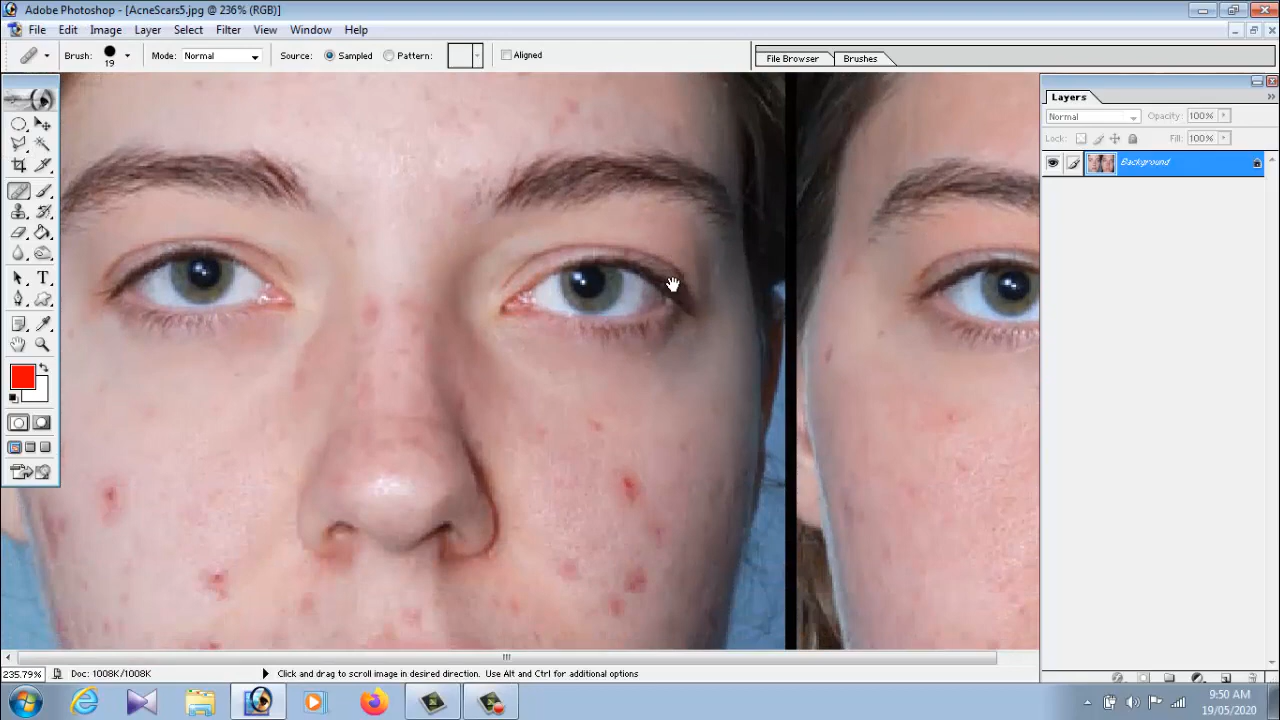 Adobe Photoshop - [AcneScars5.jpg @ 236% (RGB)]
File Edit Image Layer Select Filter View Window Help
Brush: 19 Mode: Normal Source: Sampled Pattern: Aligned
File Browser Brushes
Layers
Normal Opacity: 100%
Lock: Fill: 100%
Background
235.79% Doc: 1008K/1008K Click and drag to scroll image in desired direction. Use Alt and Ctrl for additional options
9:50 AM
19/05/2020